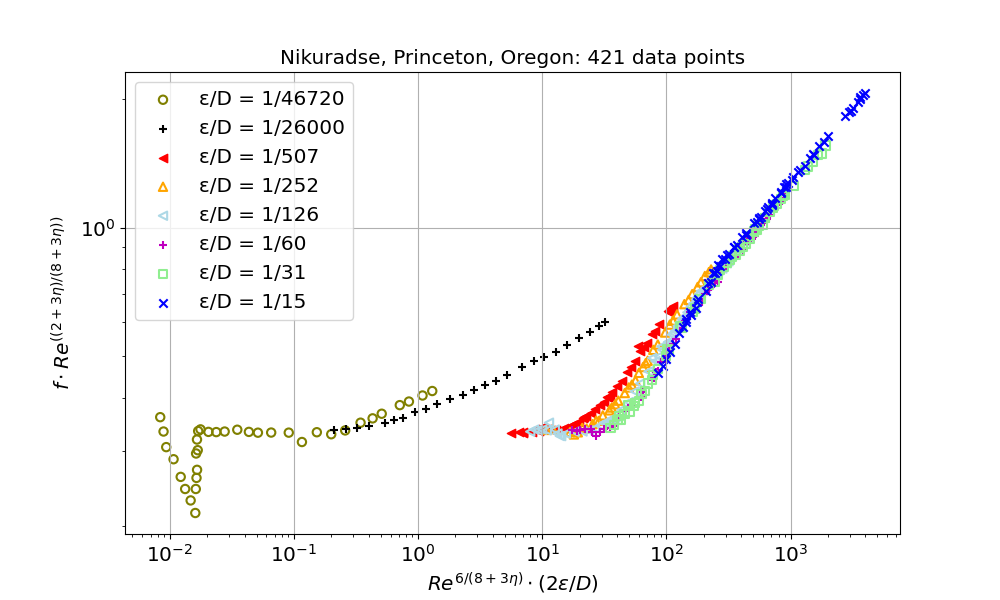 Nikuradse, Princeton, Oregon: 421 data points
ε/D = 1/46720
ε/D = 1/26000
ε/D = 1/507
ε/D = 1/252
ε/D = 1/126
ε/D = 1/60
ε/D = 1/31
ε/D = 1/15
f · Re^((2 + 3η)/(8 + 3η))
10⁰
10⁻² 10⁻¹ 10⁰ 10¹ 10² 10³
Re^6/(8 + 3η) · (2ε/D)